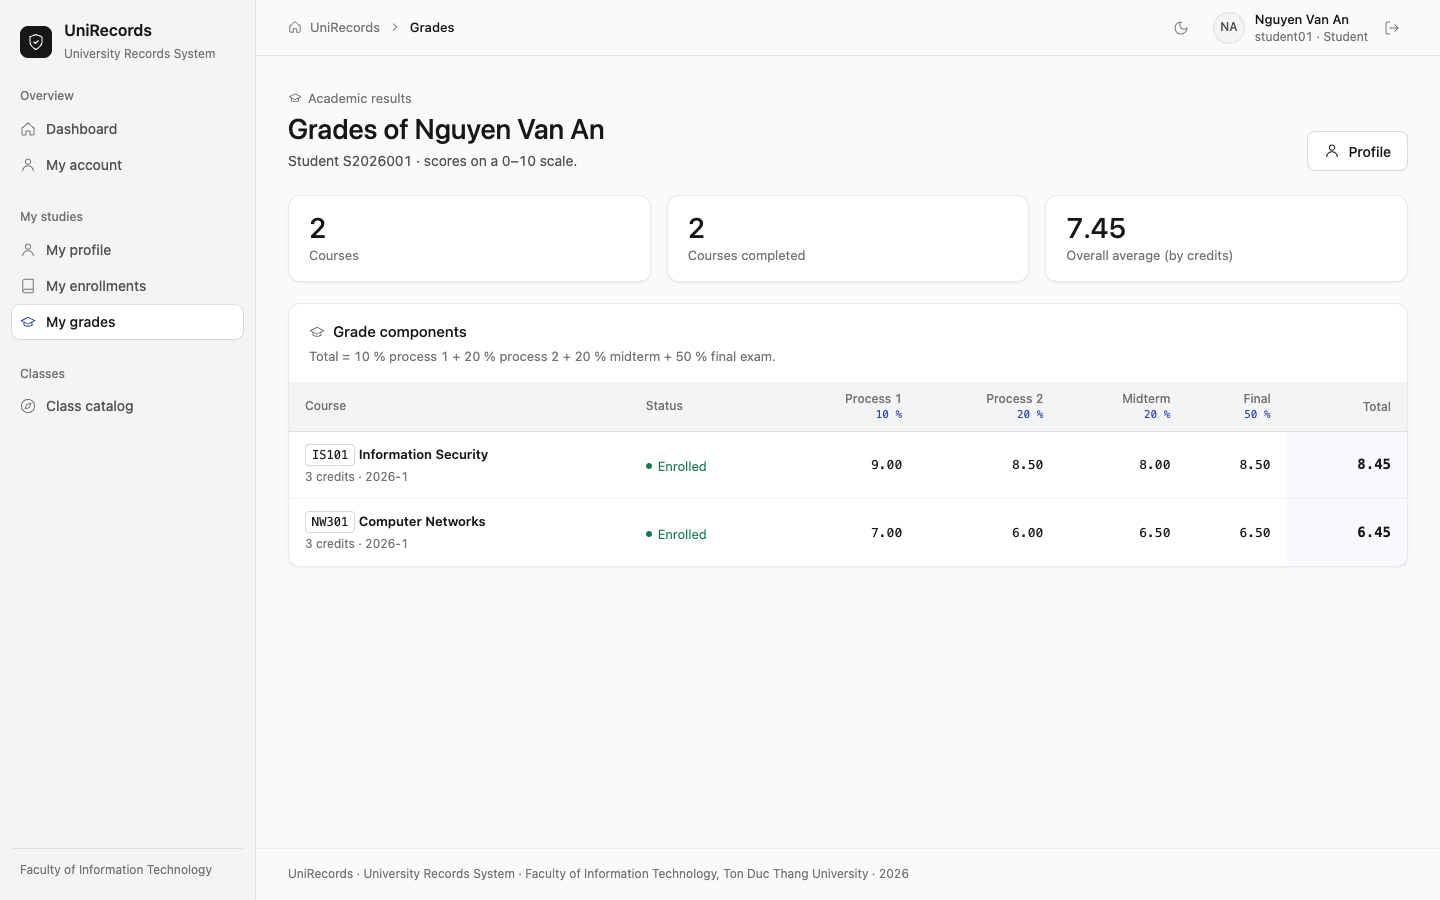 UniRecords
University Records System
Overview
Dashboard
My account
My studies
My profile
My enrollments
My grades
Classes
Class catalog
Faculty of Information Technology
UniRecords > Grades
NA
Nguyen Van An
student01 · Student
Academic results
Grades of Nguyen Van An
Student S2026001 · scores on a 0–10 scale.
Profile
2
Courses
2
Courses completed
7.45
Overall average (by credits)
Grade components
Total = 10 % process 1 + 20 % process 2 + 20 % midterm + 50 % final exam.
Course Status Process 1 Process 2 Midterm Final Total
10 % 20 % 20 % 50 %
IS101 Information Security
3 credits · 2026-1
Enrolled 9.00 8.50 8.00 8.50 8.45
NW301 Computer Networks
3 credits · 2026-1
Enrolled 7.00 6.00 6.50 6.50 6.45
UniRecords · University Records System · Faculty of Information Technology, Ton Duc Thang University · 2026